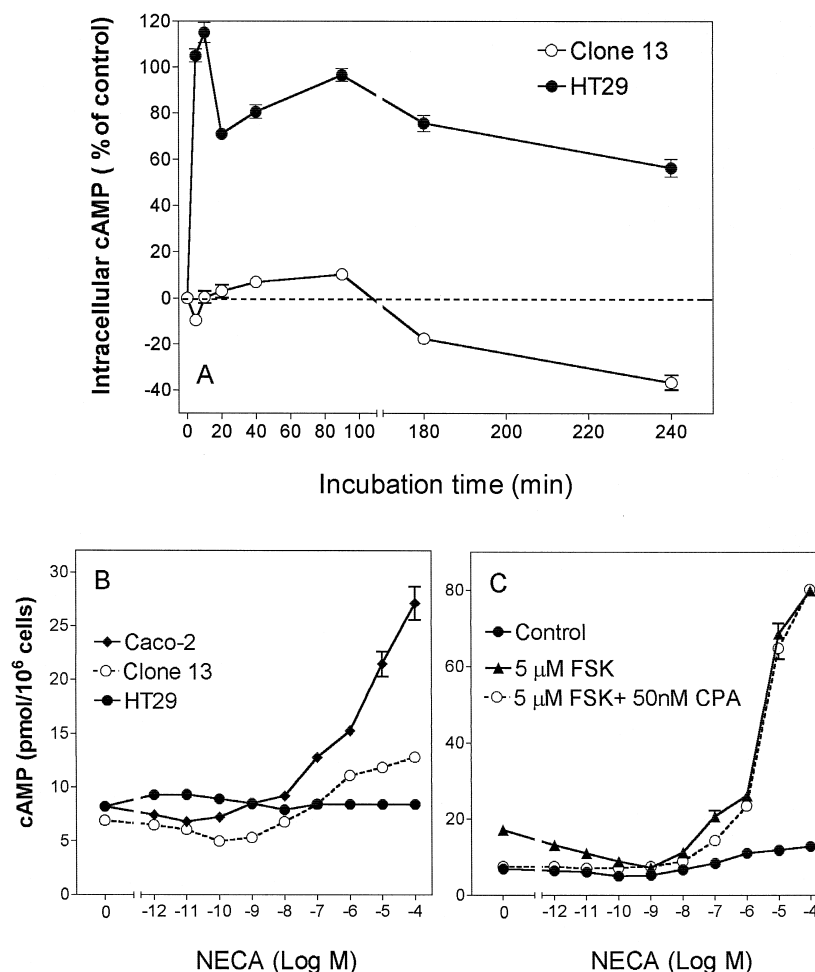 Intracellular cAMP ( % of control)
120
100
80
60
40
20
0
-20
-40
Clone 13
HT29
A
0 20 40 60 80 100 180 200 220 240
Incubation time (min)
cAMP (pmol/10⁶ cells)
30
25
20
15
10
5
0
B
Caco-2
Clone 13
HT29
0 -12 -11 -10 -9 -8 -7 -6 -5 -4
NECA (Log M)
80
60
40
20
0
C
Control
5 μM FSK
5 μM FSK+ 50nM CPA
0 -12 -11 -10 -9 -8 -7 -6 -5 -4
NECA (Log M)